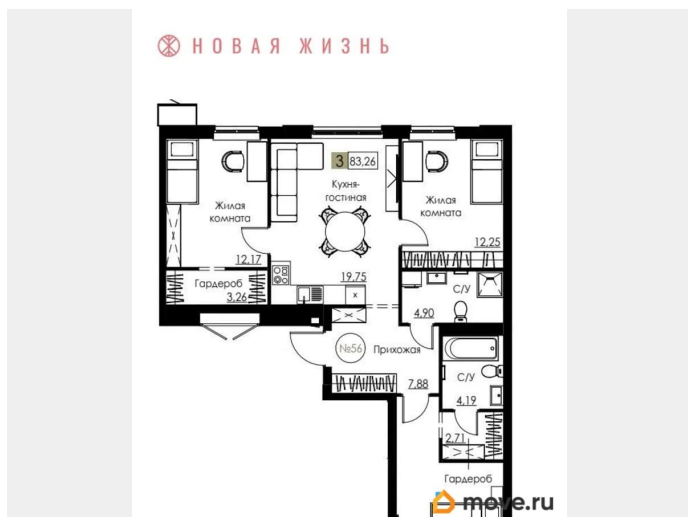 НОВАЯ ЖИЗНЬ
3 83,26
Кухня-
гостиная
Жилая
комната
Жилая
комната
12.17
12.25
Гардероб
3.26
19.75
С/У
4.90
№56
Прихожая
7.88
С/У
4.19
2.71
Гардероб
move.ru